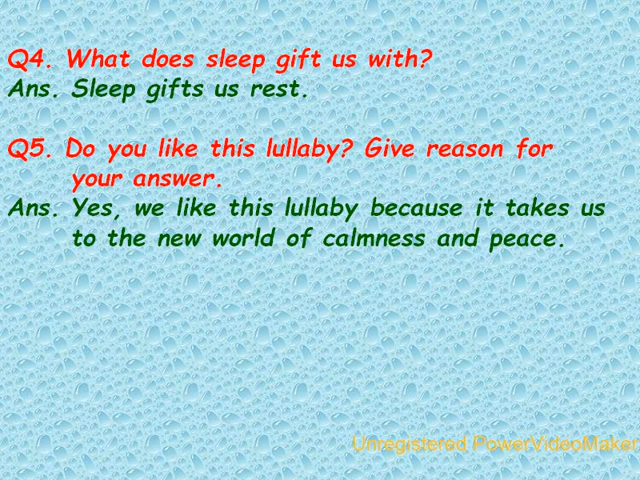 Q4. What does sleep gift us with?
Ans. Sleep gifts us rest.
Q5. Do you like this lullaby? Give reason for
your answer.
Ans. Yes, we like this lullaby because it takes us
to the new world of calmness and peace.
Unregistered PowerVideoMaker